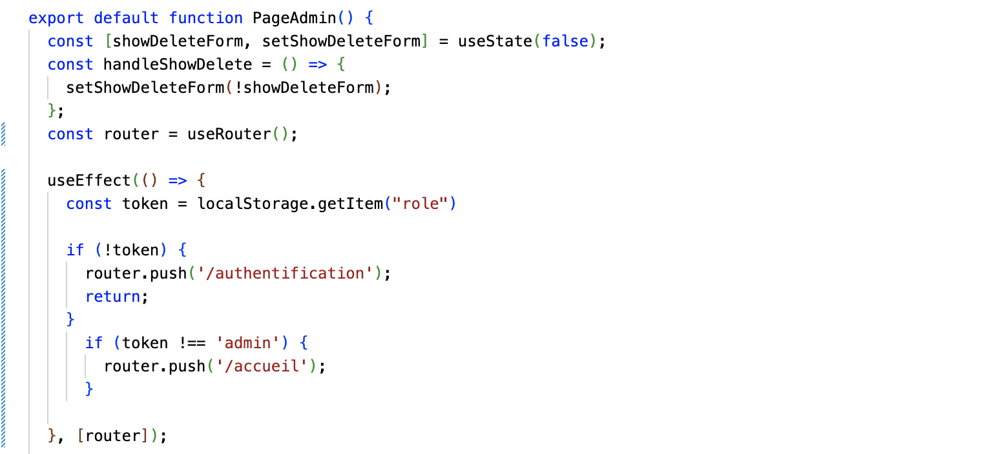 export default function PageAdmin() {
const [showDeleteForm, setShowDeleteForm] = useState(false);
const handleShowDelete = () => {
setShowDeleteForm(!showDeleteForm);
};
const router = useRouter();
useEffect(() => {
const token = localStorage.getItem("role")
if (!token) {
router.push('/authentification');
return;
}
if (token !== 'admin') {
router.push('/accueil');
}
}, [router]);